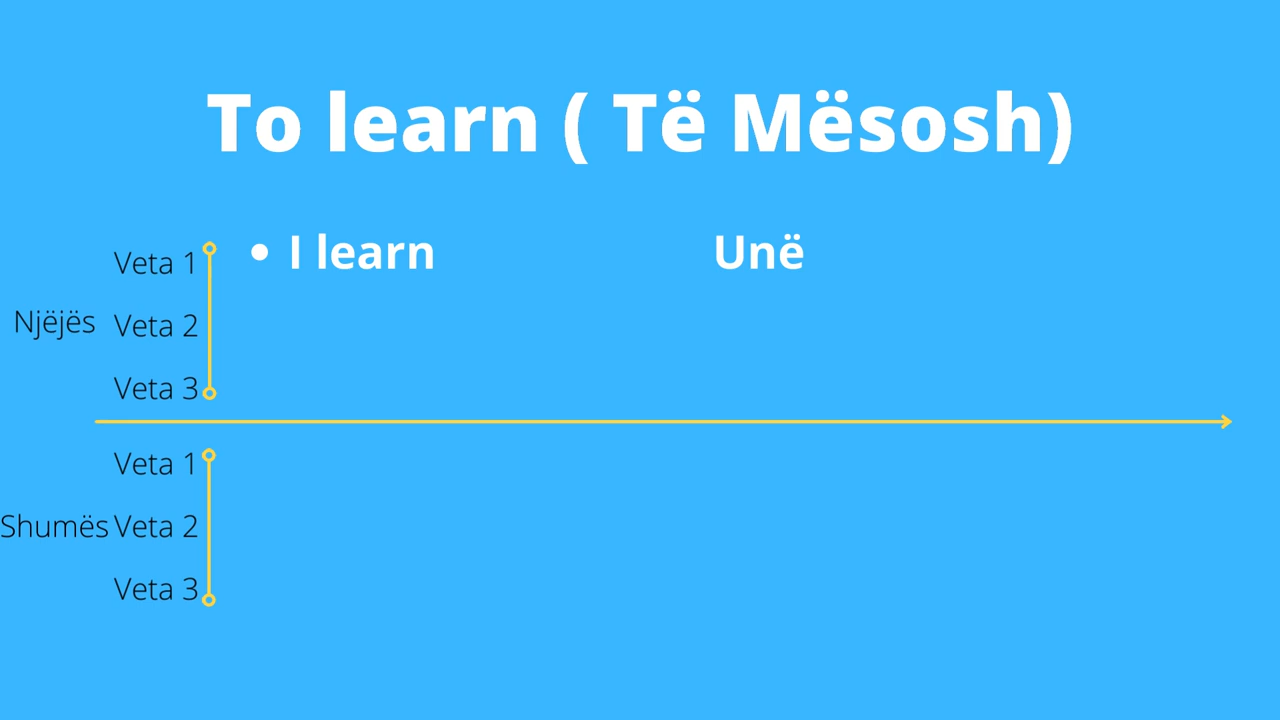 To learn ( Të Mësosh)
Veta 1
• I learn
Unë
Njëjës
Veta 2
Veta 3
Veta 1
Shumës
Veta 2
Veta 3